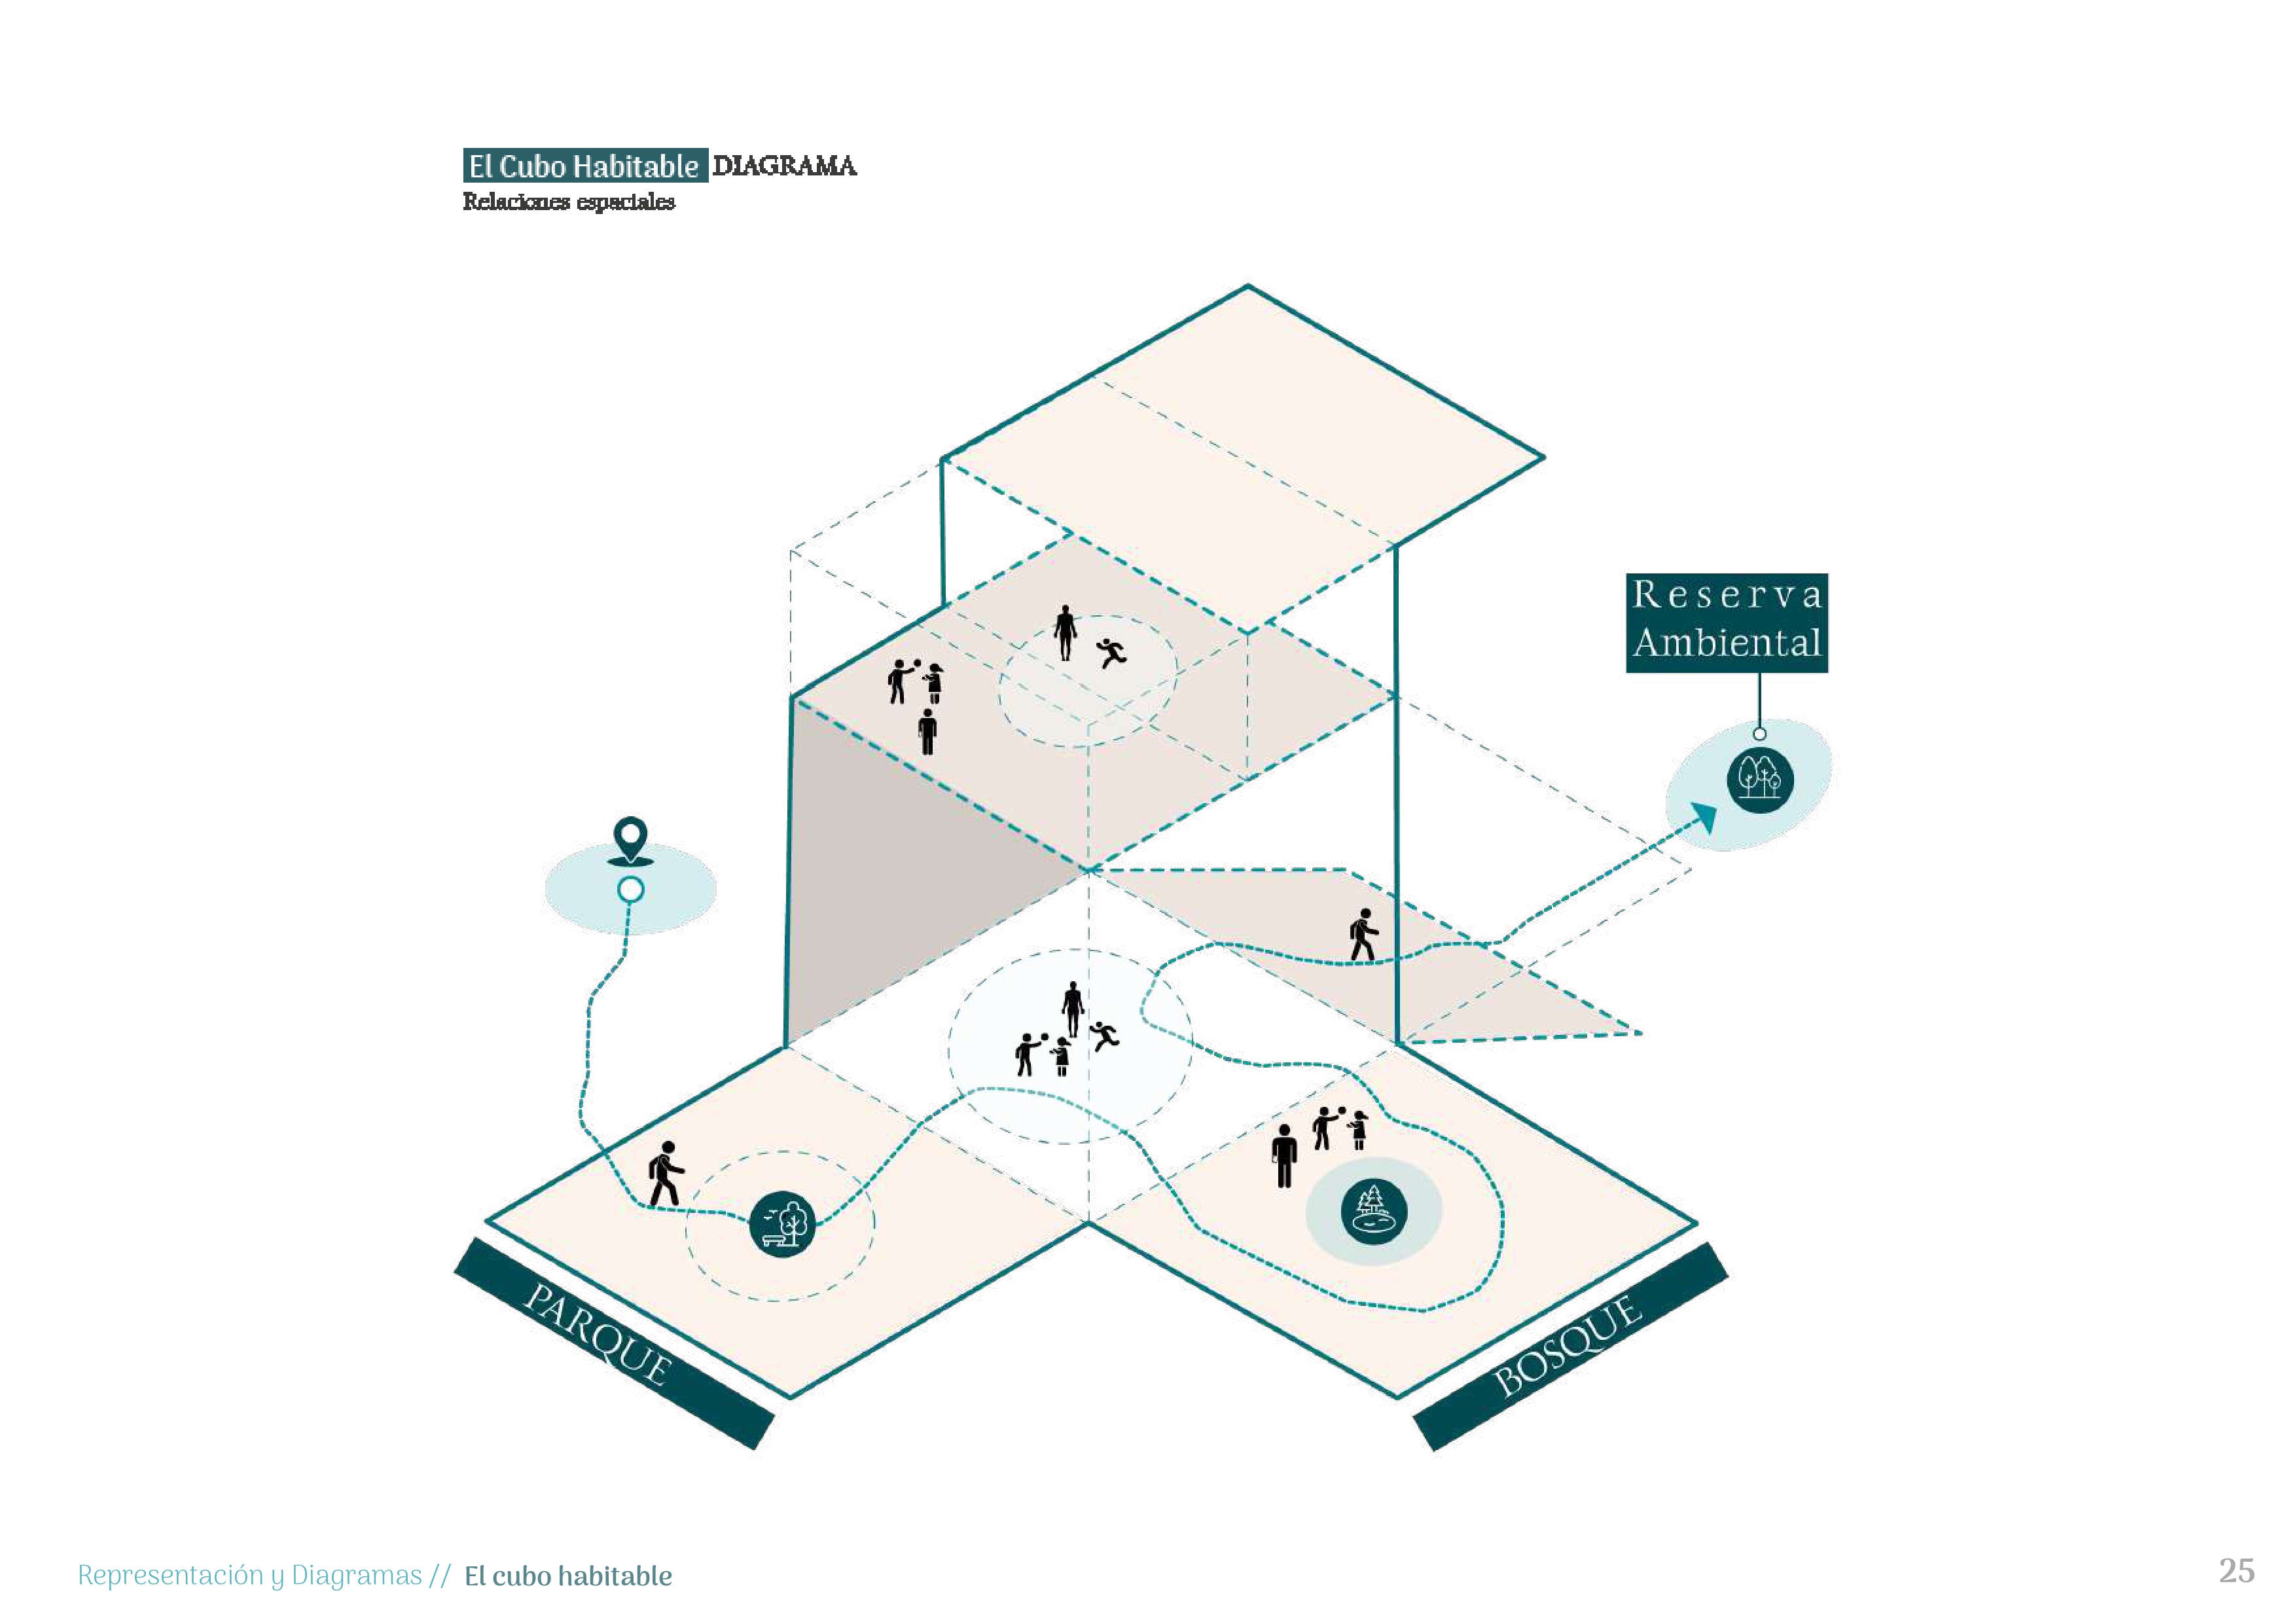 El Cubo Habitable DIAGRAMA
Relaciones espaciales
Reserva
Ambiental
PARQUE
BOSQUE
Representación y Diagramas // El cubo habitable
25